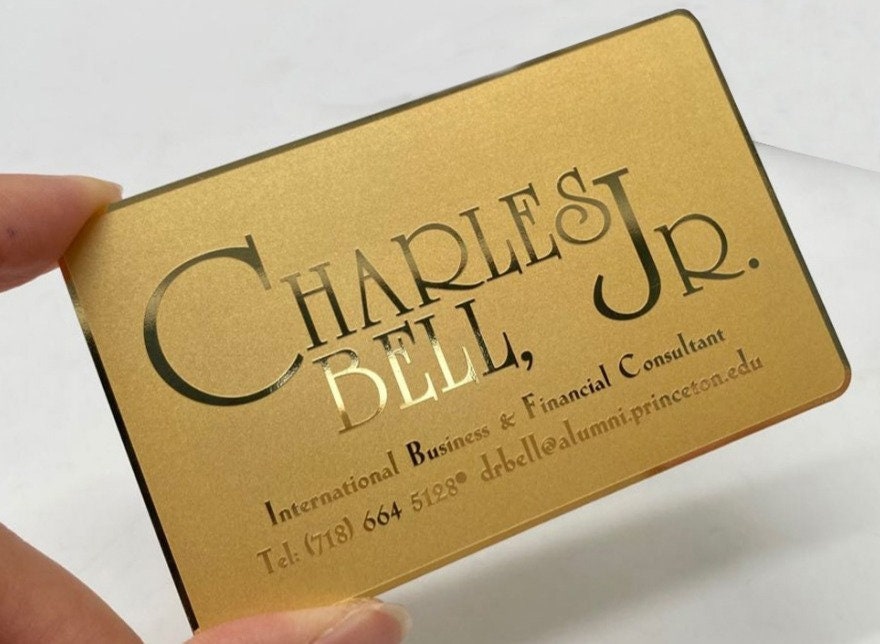 CHARLES JR.
BELL,
International Business & Financial Consultant
Tel: (718) 664 5128• drbell@alumni.princeton.edu